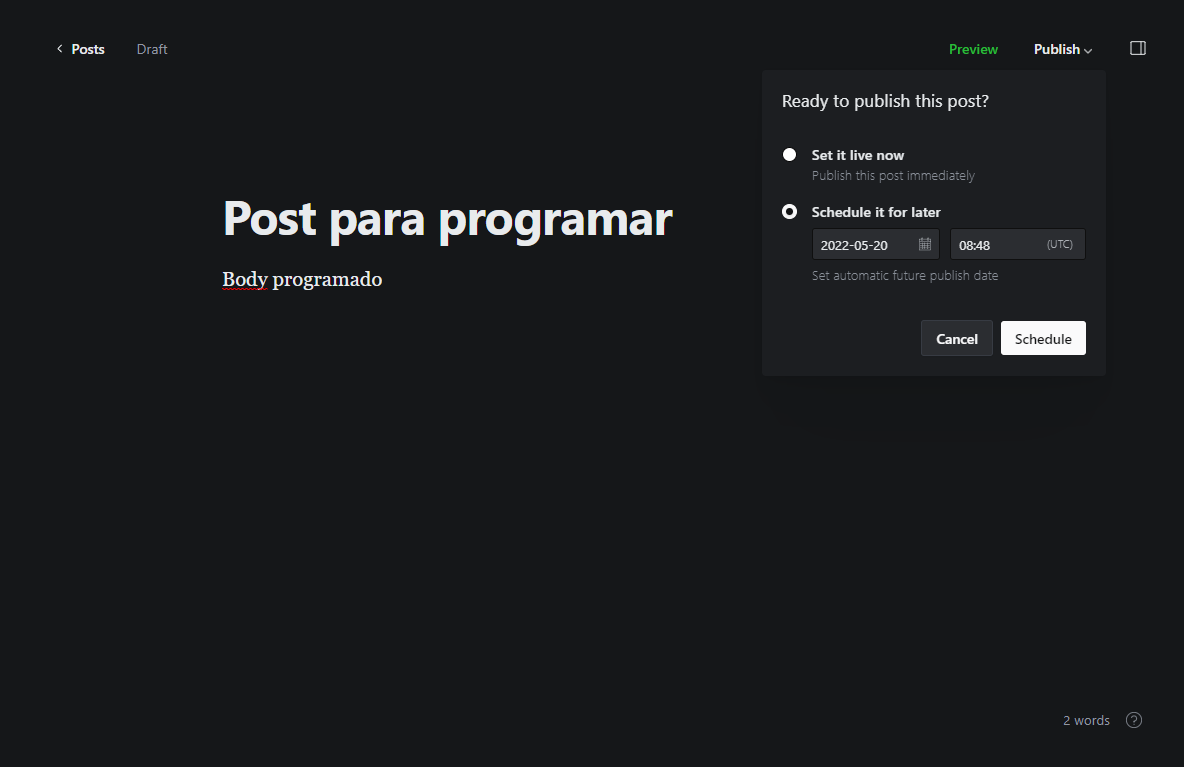 Posts Draft Preview Publish
Ready to publish this post?
Set it live now
Publish this post immediately
Schedule it for later
2022-05-20 08:48 (UTC)
Set automatic future publish date
Cancel Schedule
Post para programar
Body programado
2 words ?